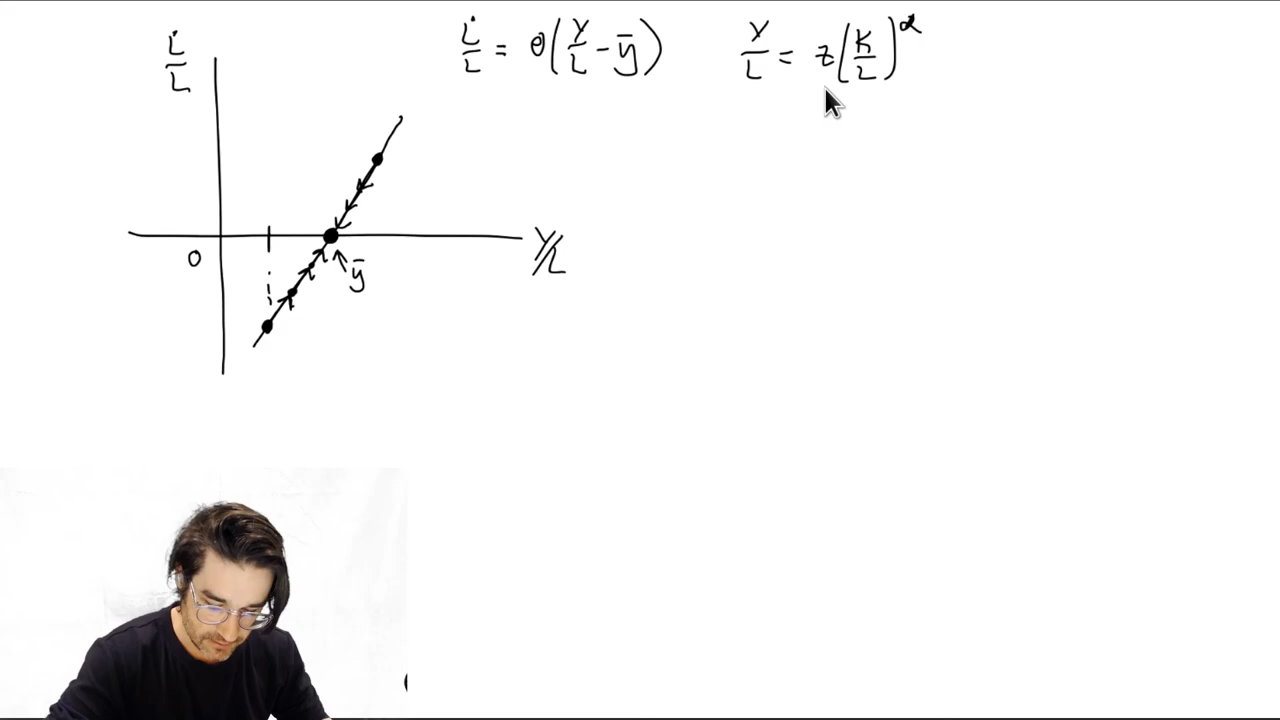 L̇/L
L̇/L = θ(Y/L - ȳ)
Y/L = z(K/L)^α
0
ȳ
Y/L